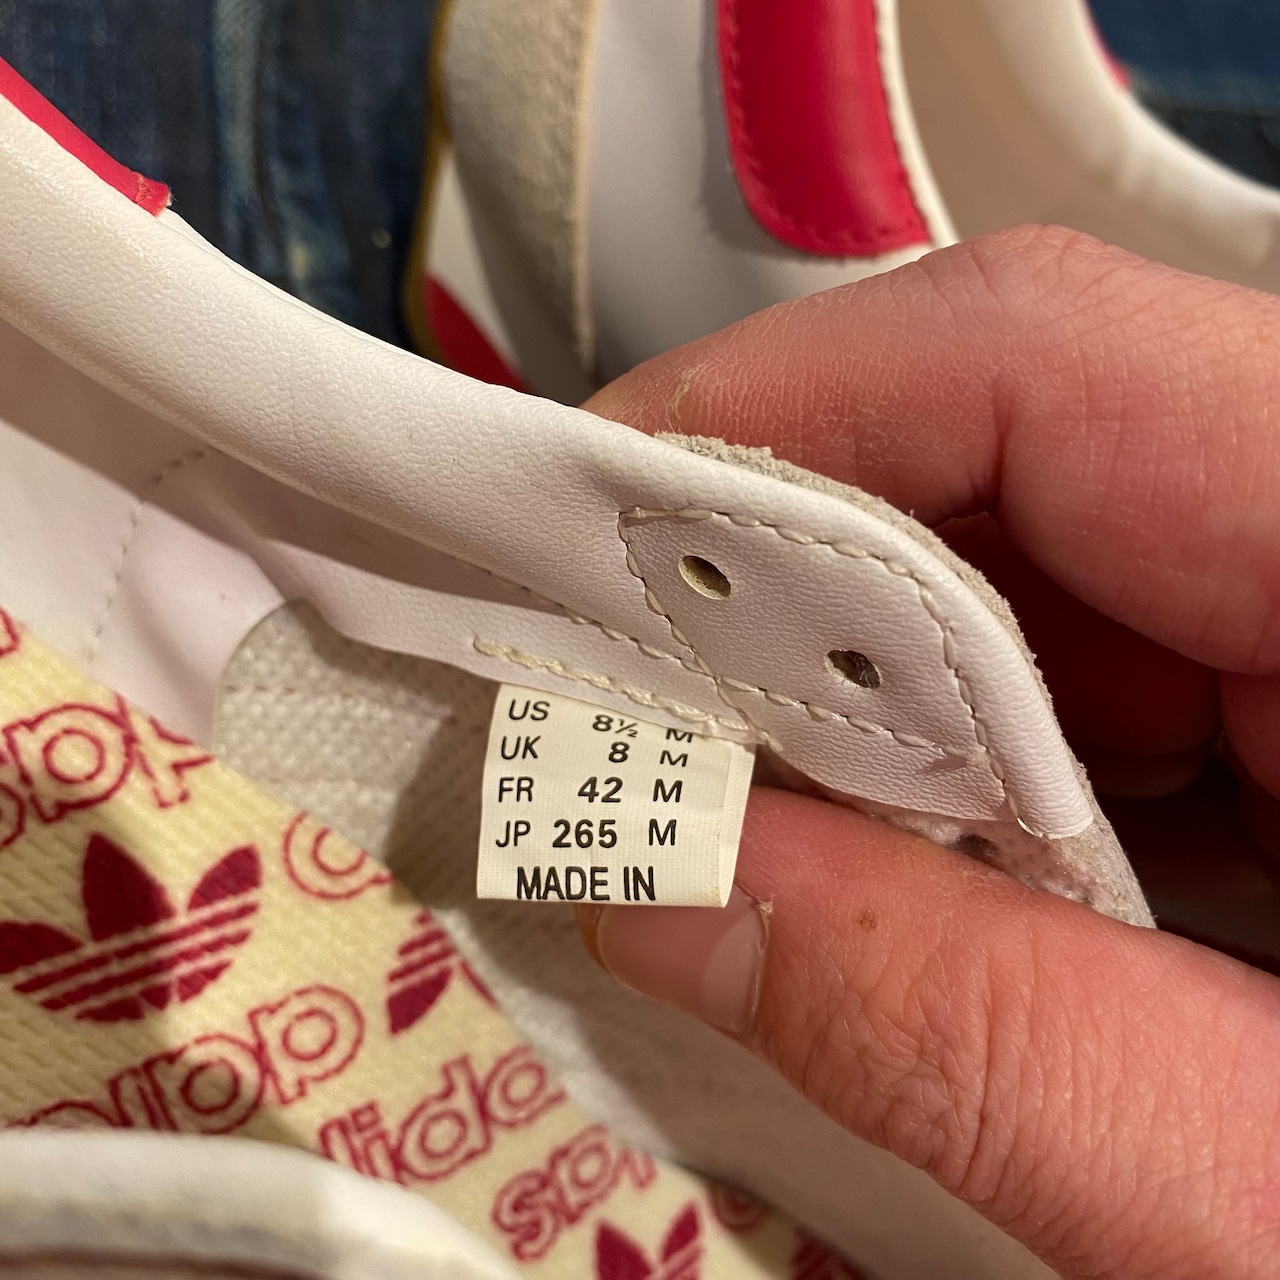 US 8½ M
UK 8 M
FR 42 M
JP 265 M
MADE IN